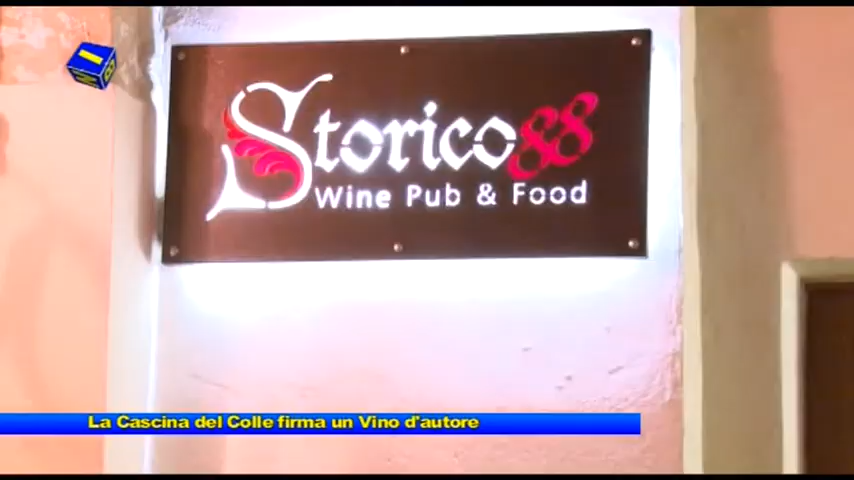 Storico88
Wine Pub & Food
La Cascina del Colle firma un Vino d'autore